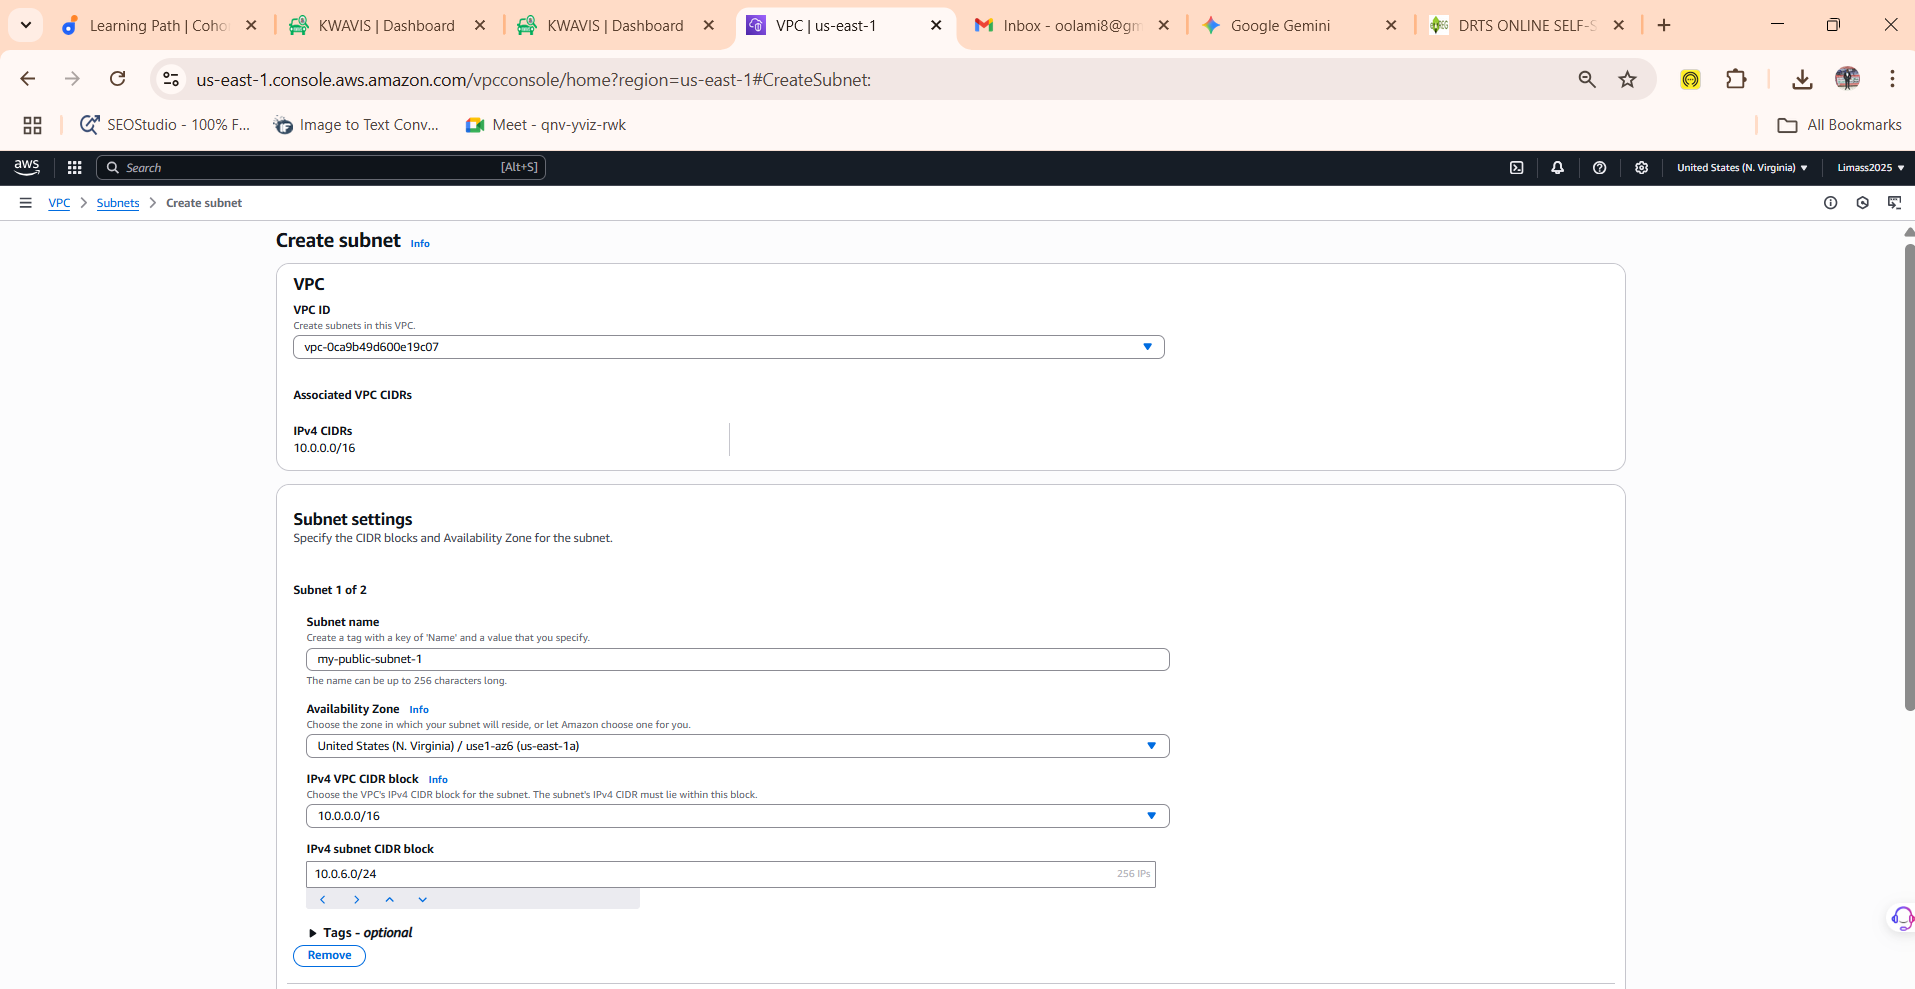 Learning Path | Coho
KWAVIS | Dashboard
KWAVIS | Dashboard
VPC | us-east-1
Inbox - oolami8@gm
Google Gemini
DRTS ONLINE SELF-S
us-east-1.console.aws.amazon.com/vpcconsole/home?region=us-east-1#CreateSubnet:
SEOStudio - 100% F...
Image to Text Conv...
Meet - qnv-yviz-rwk
All Bookmarks
aws
Search
[Alt+S]
United States (N. Virginia)
Limass2025
VPC
Subnets
Create subnet
Create subnet Info
VPC
VPC ID
Create subnets in this VPC.
vpc-0ca9b49d600e19c07
Associated VPC CIDRs
IPv4 CIDRs
10.0.0.0/16
Subnet settings
Specify the CIDR blocks and Availability Zone for the subnet.
Subnet 1 of 2
Subnet name
Create a tag with a key of 'Name' and a value that you specify.
my-public-subnet-1
The name can be up to 256 characters long.
Availability Zone Info
Choose the zone in which your subnet will reside, or let Amazon choose one for you.
United States (N. Virginia) / use1-az6 (us-east-1a)
IPv4 VPC CIDR block Info
Choose the VPC's IPv4 CIDR block for the subnet. The subnet's IPv4 CIDR must lie within this block.
10.0.0.0/16
IPv4 subnet CIDR block
10.0.6.0/24
256 IPs
Tags - optional
Remove